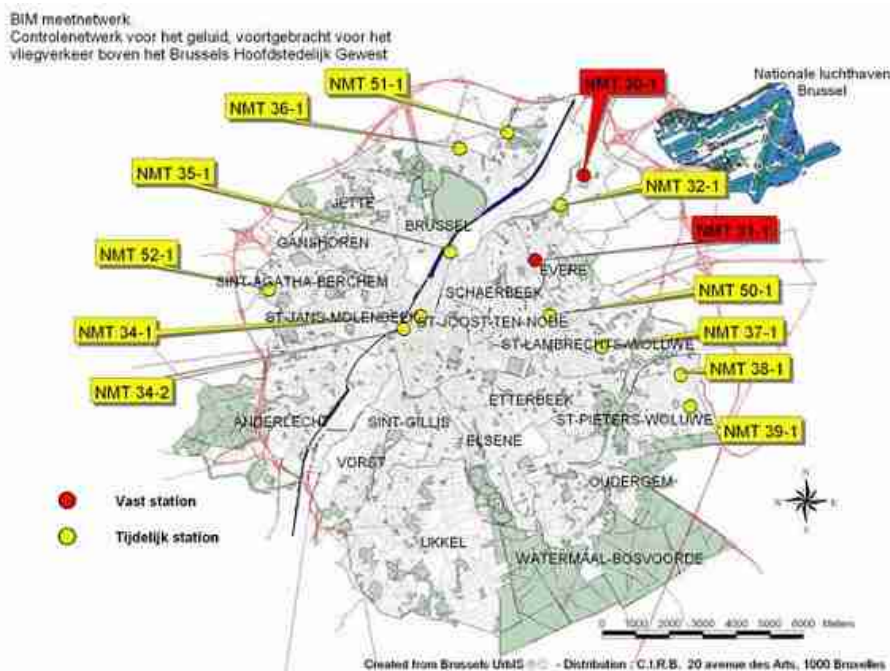 BIM meetnetwerk
Controlenetwerk voor het geluid, voortgebracht voor het
vliegverkeer boven het Brussels Hoofdstedelijk Gewest
NMT 51-1
NMT 30-1
Nationale luchthaven
Brussel
NMT 36-1
NMT 35-1
NMT 32-1
JETTE
BRUSSEL
GANSHOREN
NMT 31-1
NMT 52-1
EVERE
SINT-AGATHA-BERCHEM
SCHAERBEEK
NMT 50-1
ST-JANS-MOLENBEEK
ST-JOOST-TEN-NODE
NMT 34-1
NMT 37-1
ST-LAMBRECHTS-WOLUWE
NMT 38-1
NMT 34-2
ETTERBEEK
ANDERLECHT
SINT-GILLIS
ST-PIETERS-WOLUWE
NMT 39-1
ELSENE
VORST
OUDERGEM
Vast station
Tijdelijk station
UKKEL
WATERMAAL-BOSVOORDE
1000 0 1000 2000 3000 4000 5000 6000 Meters
Created from Brussels UrbIS - Distribution : C.I.R.B. 20 avenue des Arts, 1000 Bruxelles